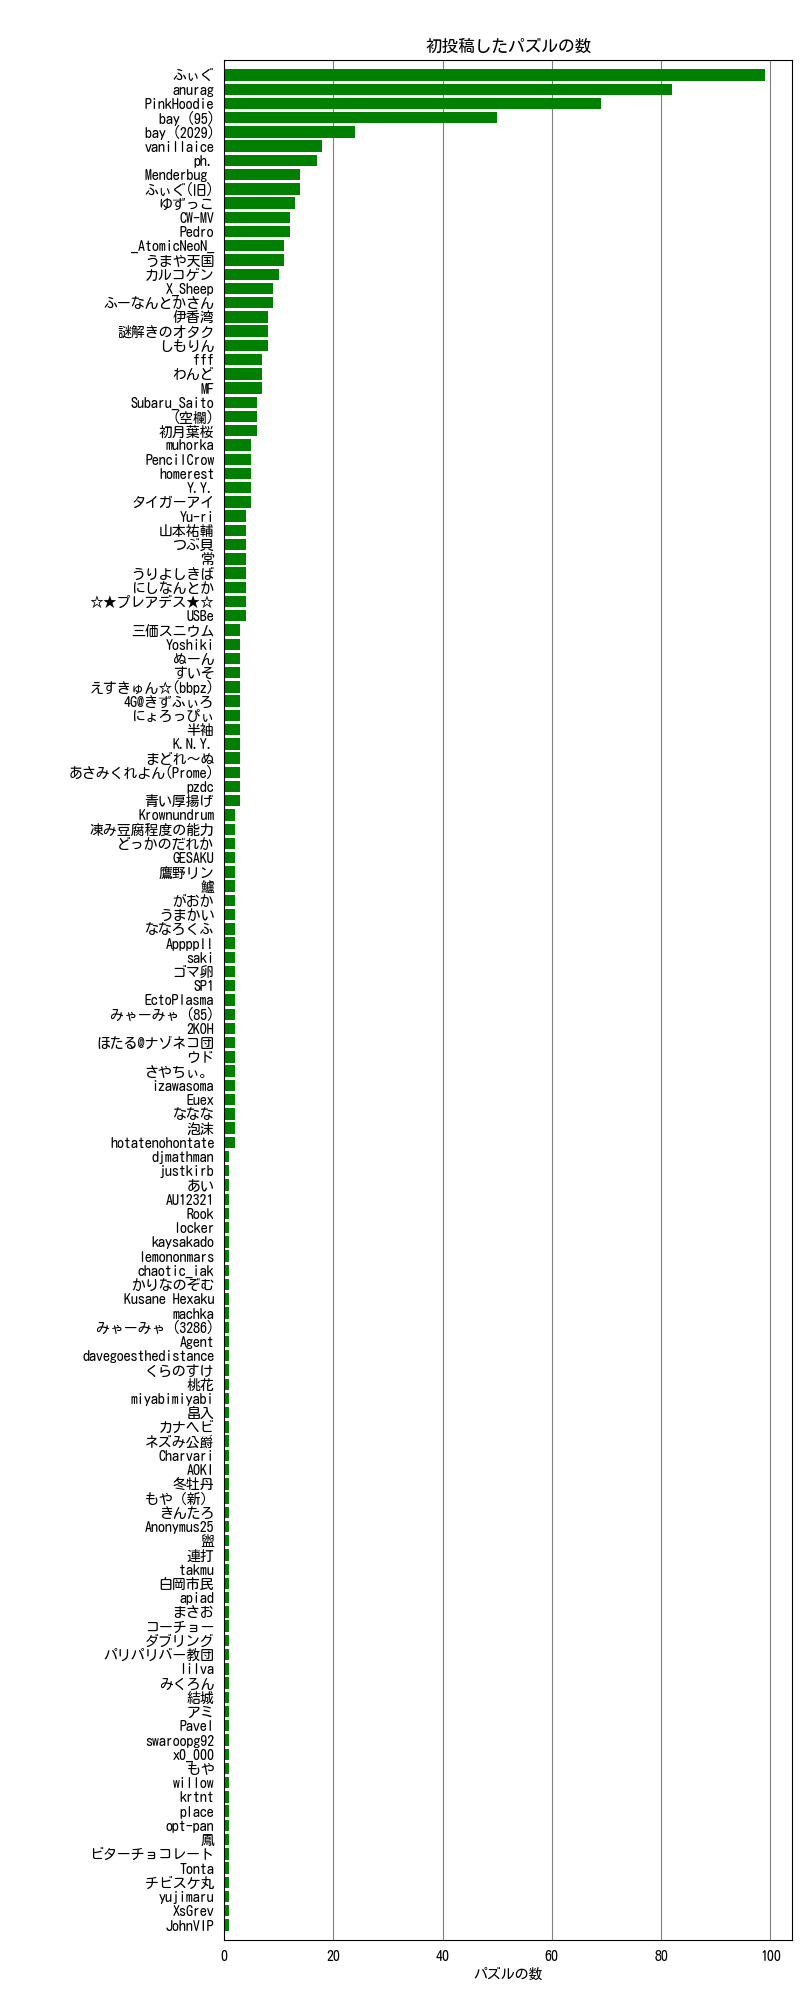 初投稿したパズルの数
ふぃぐ
anurag
PinkHoodie
bay (95)
bay (2029)
vanillaice
ph.
Menderbug
ふぃぐ(旧)
ゆずっこ
CW-MV
Pedro
_AtomicNeoN_
うまや天国
カルコゲン
X_Sheep
ふーなんとかさん
伊香湾
謎解きのオタク
しもりん
fff
わんど
MF
Subaru_Saito
(空欄)
初月葉桜
muhorka
PencilCrow
homerest
Y.Y.
タイガーアイ
Yu-ri
山本祐輔
つぶ貝
常
うりよしきば
にしなんとか
☆★プレアデス★☆
USBe
三価スニウム
Yoshiki
ぬーん
すいそ
えすきゅん☆(bbpz)
4G@きずふぃろ
にょろっぴぃ
半袖
K.N.Y.
まどれ～ぬ
あさみくれよん(Prome)
pzdc
青い厚揚げ
Krownundrum
凍み豆腐程度の能力
どっかのだれか
GESAKU
鷹野リン
鱸
がおか
うまかい
ななろくふ
saki
ゴマ卵
SP1
EctoPlasma
みゃーみゃ (85)
2KOH
ほたる@ナゾネコ団
ウド
さやちぃ。
izawasoma
Euex
ななな
泡沫
hotatenohontate
djmathman
justkirb
あい
AU12321
Rook
locker
kaysakado
lemononmars
chaotic_iak
かりなのぞむ
Kusane Hexaku
machka
みゃーみゃ (3286)
Agent
davegoesthedistance
くらのすけ
桃花
miyabimiyabi
畠入
カナヘビ
ネズみ公爵
Charvari
AOKI
冬牡丹
もや（新）
きんたろ
Anonymus25
連打
takmu
白岡市民
apiad
まさお
コーチョー
ダブリング
パリパリバー教団
lilva
みくろん
結城
アミ
Pavel
swaroopg92
x0_000
もや
willow
krtnt
place
opt-pan
鳳
ビターチョコレート
Tonta
チビスケ丸
yujimaru
XsGrev
JohnVIP
0 20 40 60 80 100
パズルの数